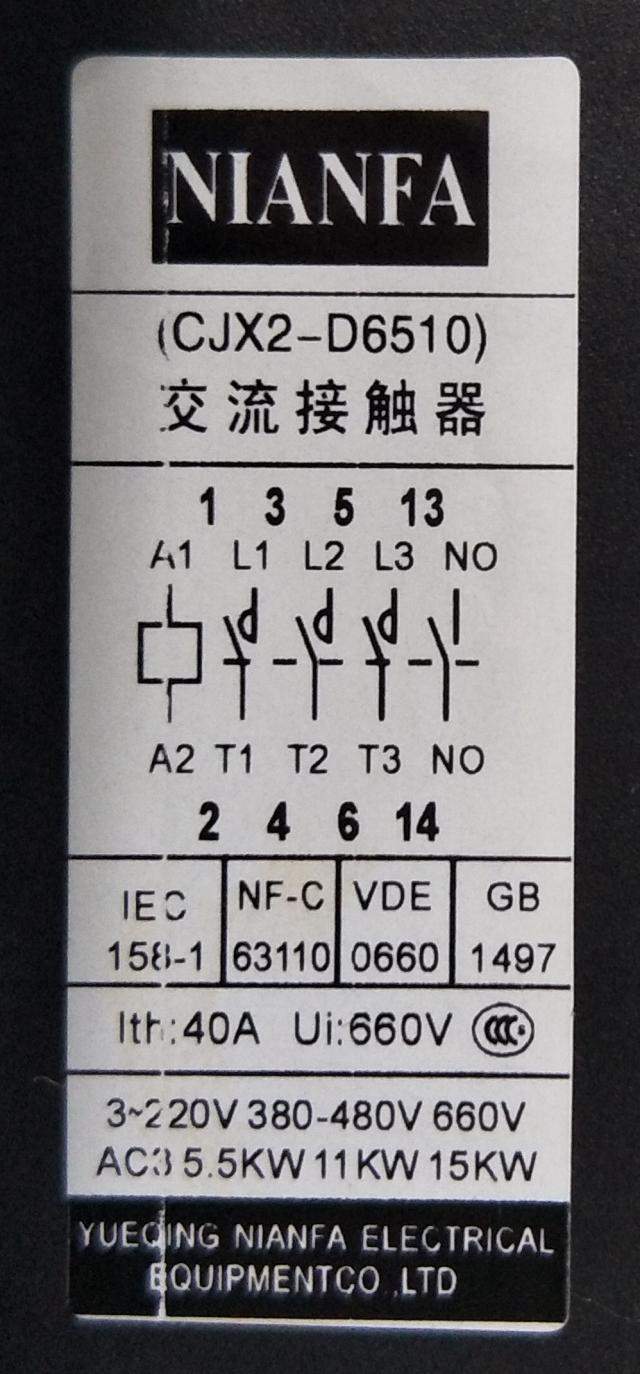 NIANFA
(CJX2-D6510)
交流接触器
1 3 5 13
A1 L1 L2 L3 NO
A2 T1 T2 T3 NO
2 4 6 14
IEC NF-C VDE GB
158-1 63110 0660 1497
Ith:40A Ui:660V CCC
3~220V 380-480V 660V
AC3 5.5KW 11KW 15KW
YUEQING NIANFA ELECTRICAL
EQUIPMENTCO.,LTD